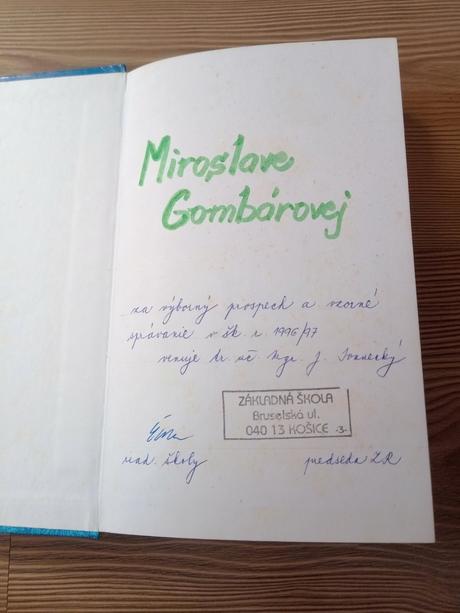 Miroslave
Gombárovej
za výborný prospech a vzorné
správanie v šk. r. 1996/97
venuje tr. uč. Mgr. J.
ZÁKLADNÁ ŠKOLA
Bruselská ul.
040 13 KOŠICE -3-
riad. školy
predseda ZR